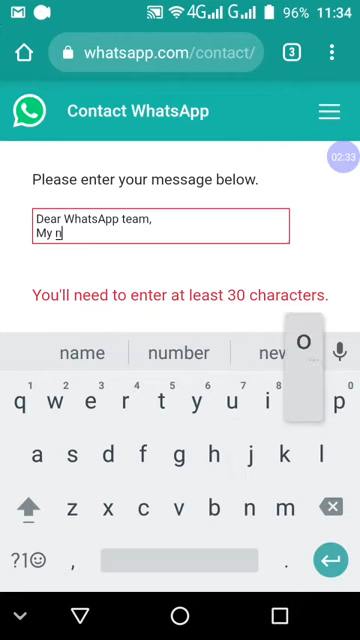 4G G 96% 11:34
whatsapp.com/contact/ 3
Contact WhatsApp
02:33
Please enter your message below.
Dear WhatsApp team,
My n
You'll need to enter at least 30 characters.
name number new
o
1 2 3 4 5 6 7 8 0
q w e r t y u i p
a s d f g h j k l
z x c v b n m
?1 , .